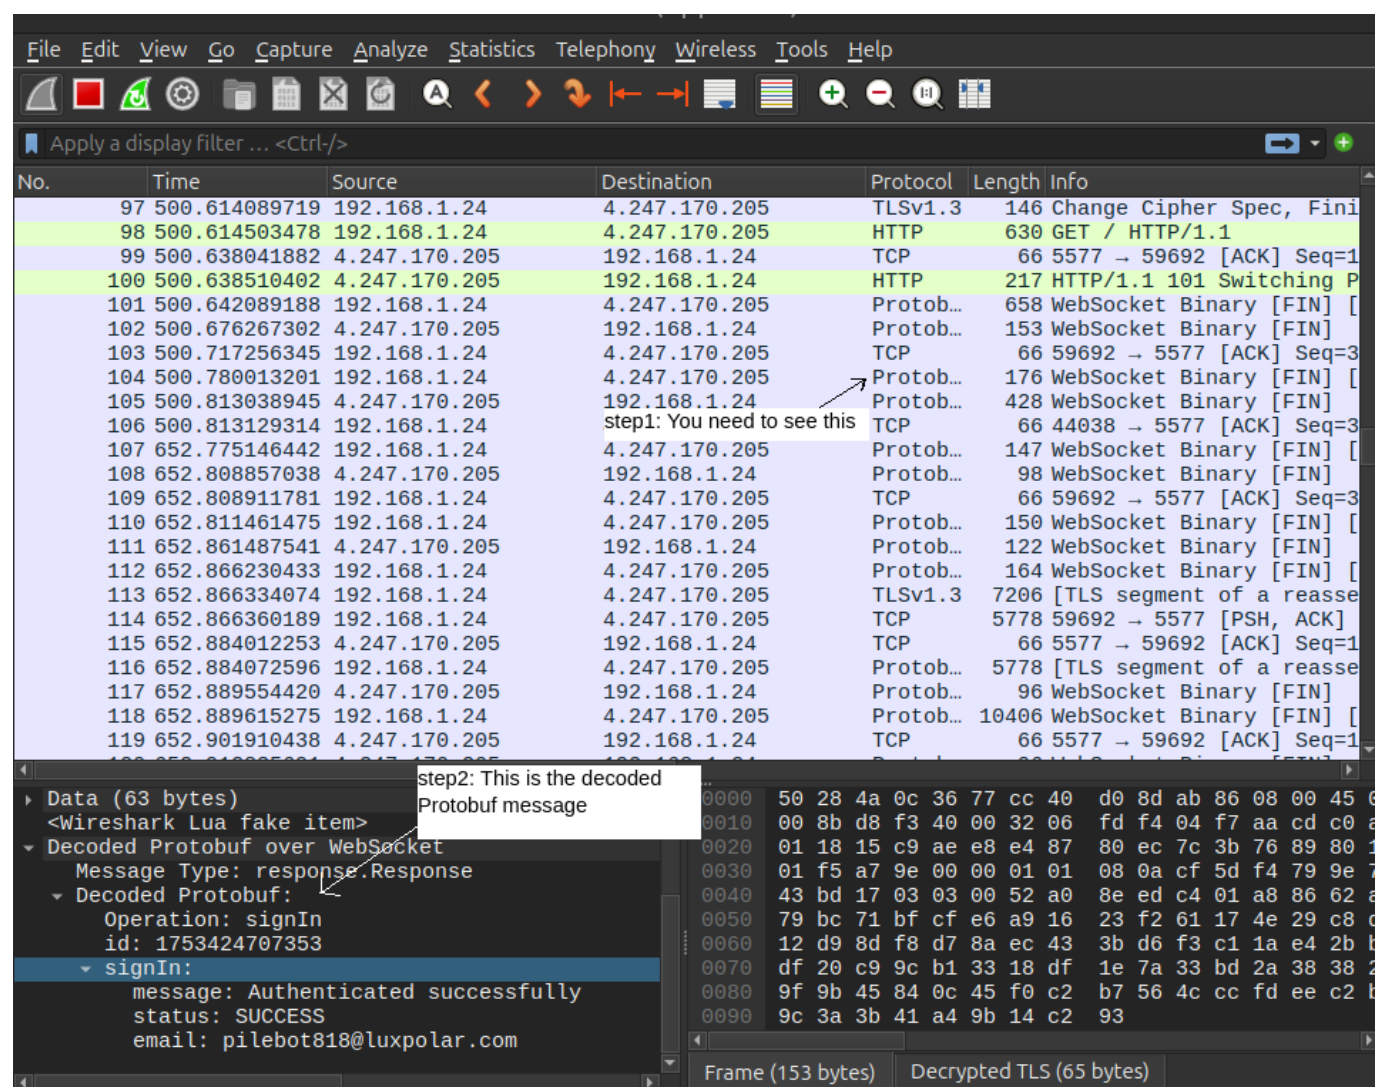 File Edit View Go Capture Analyze Statistics Telephony Wireless Tools Help
Apply a display filter … <Ctrl-/>
No. Time Source Destination Protocol Length Info
97 500.614089719 192.168.1.24 4.247.170.205 TLSv1.3 146 Change Cipher Spec, Fini
98 500.614503478 192.168.1.24 4.247.170.205 HTTP 630 GET / HTTP/1.1
99 500.638041882 4.247.170.205 192.168.1.24 TCP 66 5577 → 59692 [ACK] Seq=1
100 500.638510402 4.247.170.205 192.168.1.24 HTTP 217 HTTP/1.1 101 Switching P
101 500.642089188 192.168.1.24 4.247.170.205 Protob… 658 WebSocket Binary [FIN] [
102 500.676267302 4.247.170.205 192.168.1.24 Protob… 153 WebSocket Binary [FIN]
103 500.717256345 192.168.1.24 4.247.170.205 TCP 66 59692 → 5577 [ACK] Seq=3
104 500.780013201 192.168.1.24 4.247.170.205 Protob… 176 WebSocket Binary [FIN] [
105 500.813038945 4.247.170.205 192.168.1.24 Protob… 428 WebSocket Binary [FIN]
106 500.813129314 192.168.1.24 step1: You need to see this TCP 66 44038 → 5577 [ACK] Seq=3
107 652.775146442 192.168.1.24 4.247.170.205 Protob… 147 WebSocket Binary [FIN] [
108 652.808857038 4.247.170.205 192.168.1.24 Protob… 98 WebSocket Binary [FIN]
109 652.808911781 192.168.1.24 4.247.170.205 TCP 66 59692 → 5577 [ACK] Seq=3
110 652.811461475 192.168.1.24 4.247.170.205 Protob… 150 WebSocket Binary [FIN] [
111 652.861487541 4.247.170.205 192.168.1.24 Protob… 122 WebSocket Binary [FIN]
112 652.866230433 192.168.1.24 4.247.170.205 Protob… 164 WebSocket Binary [FIN] [
113 652.866334074 192.168.1.24 4.247.170.205 TLSv1.3 7206 [TLS segment of a reasse
114 652.866360189 192.168.1.24 4.247.170.205 TCP 5778 59692 → 5577 [PSH, ACK]
115 652.884012253 4.247.170.205 192.168.1.24 TCP 66 5577 → 59692 [ACK] Seq=1
116 652.884072596 192.168.1.24 4.247.170.205 Protob… 5778 [TLS segment of a reasse
117 652.889554420 4.247.170.205 192.168.1.24 Protob… 96 WebSocket Binary [FIN]
118 652.889615275 192.168.1.24 4.247.170.205 Protob… 10406 WebSocket Binary [FIN] [
119 652.901910438 4.247.170.205 192.168.1.24 TCP 66 5577 → 59692 [ACK] Seq=1
step2: This is the decoded
Protobuf message
Data (63 bytes)
<Wireshark Lua fake item>
Decoded Protobuf over WebSocket
Message Type: response.Response
Decoded Protobuf:
Operation: signIn
id: 1753424707353
signIn:
message: Authenticated successfully
status: SUCCESS
email: pilebot818@luxpolar.com
0000 50 28 4a 0c 36 77 cc 40 d0 8d ab 86 08 00 45
0010 00 8b d8 f3 40 00 32 06 fd f4 04 f7 aa cd c0
0020 01 18 15 c9 ae e8 e4 87 80 ec 7c 3b 76 89 80
0030 01 f5 a7 9e 00 00 01 01 08 0a cf 5d f4 79 9e
0040 43 bd 17 03 03 00 52 a0 8e ed c4 01 a8 86 62
0050 79 bc 71 bf cf e6 a9 16 23 f2 61 17 4e 29 c8
0060 12 d9 8d f8 d7 8a ec 43 3b d6 f3 c1 1a e4 2b
0070 df 20 c9 9c b1 33 18 df 1e 7a 33 bd 2a 38 38
0080 9f 9b 45 84 0c 45 f0 c2 b7 56 4c cc fd ee c2
0090 9c 3a 3b 41 a4 9b 14 c2 93
Frame (153 bytes) Decrypted TLS (65 bytes)